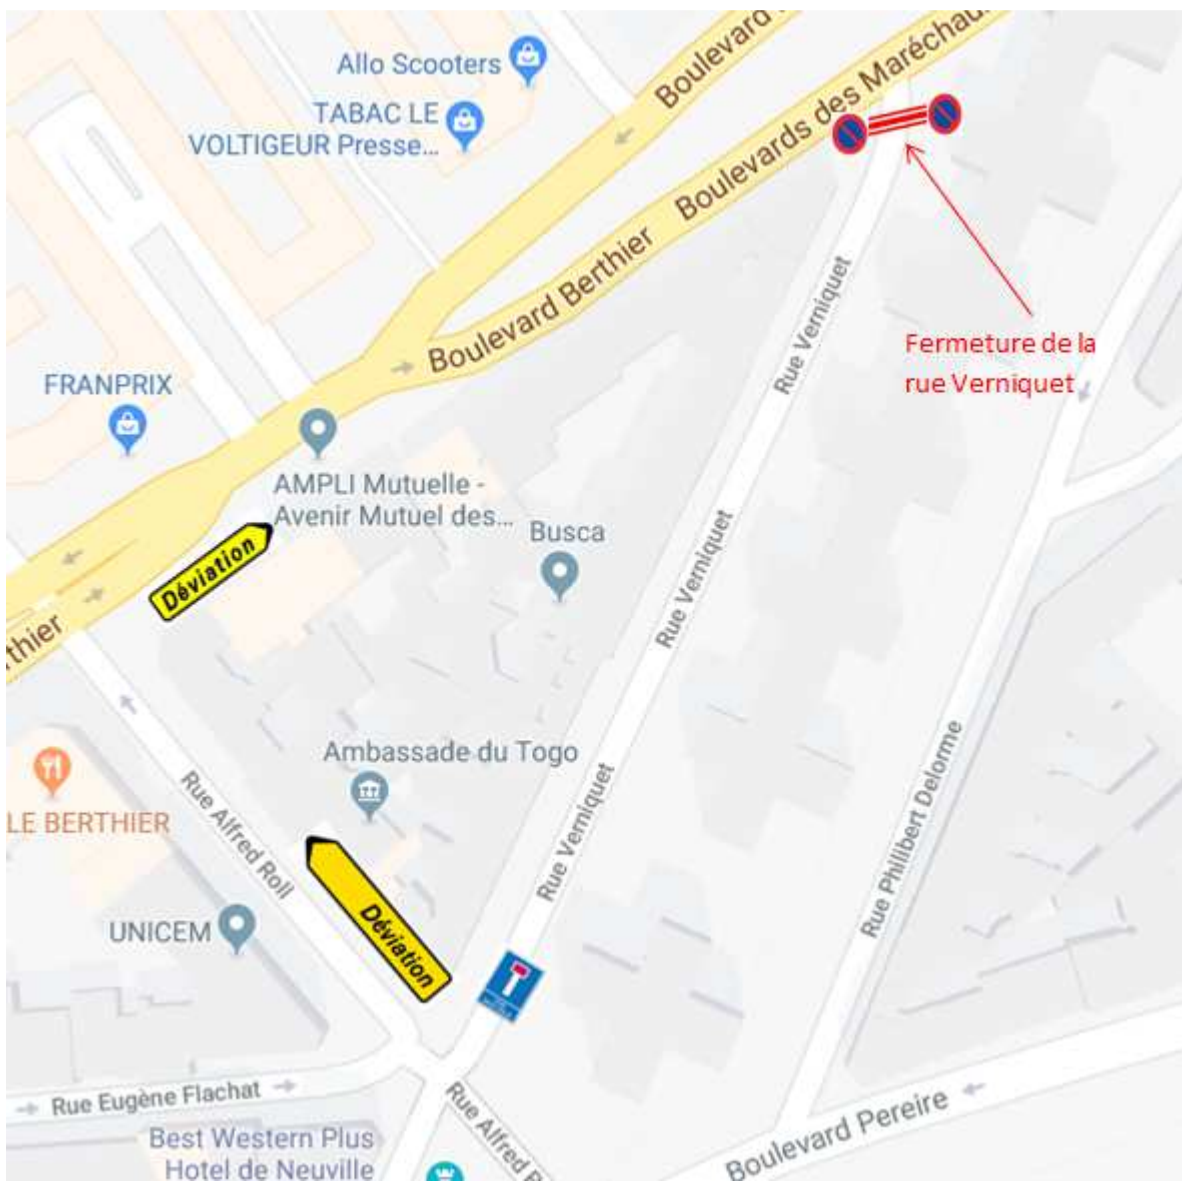 Boulevard
Boulevards des Maréchau
Allo Scooters
TABAC LE
VOLTIGEUR Presse...
Boulevard Berthier
Rue Verniquet
Fermeture de la
rue Verniquet
FRANPRIX
AMPLI Mutuelle -
Avenir Mutuel des...
Busca
Déviation
Rue Verniquet
thier
Ambassade du Togo
LE BERTHIER
Rue Alfred Roll
Rue Verniquet
Rue Philibert Delorme
UNICEM
Déviation
Rue Eugène Flachat
Rue Alfred R
Boulevard Pereire
Best Western Plus
Hotel de Neuville